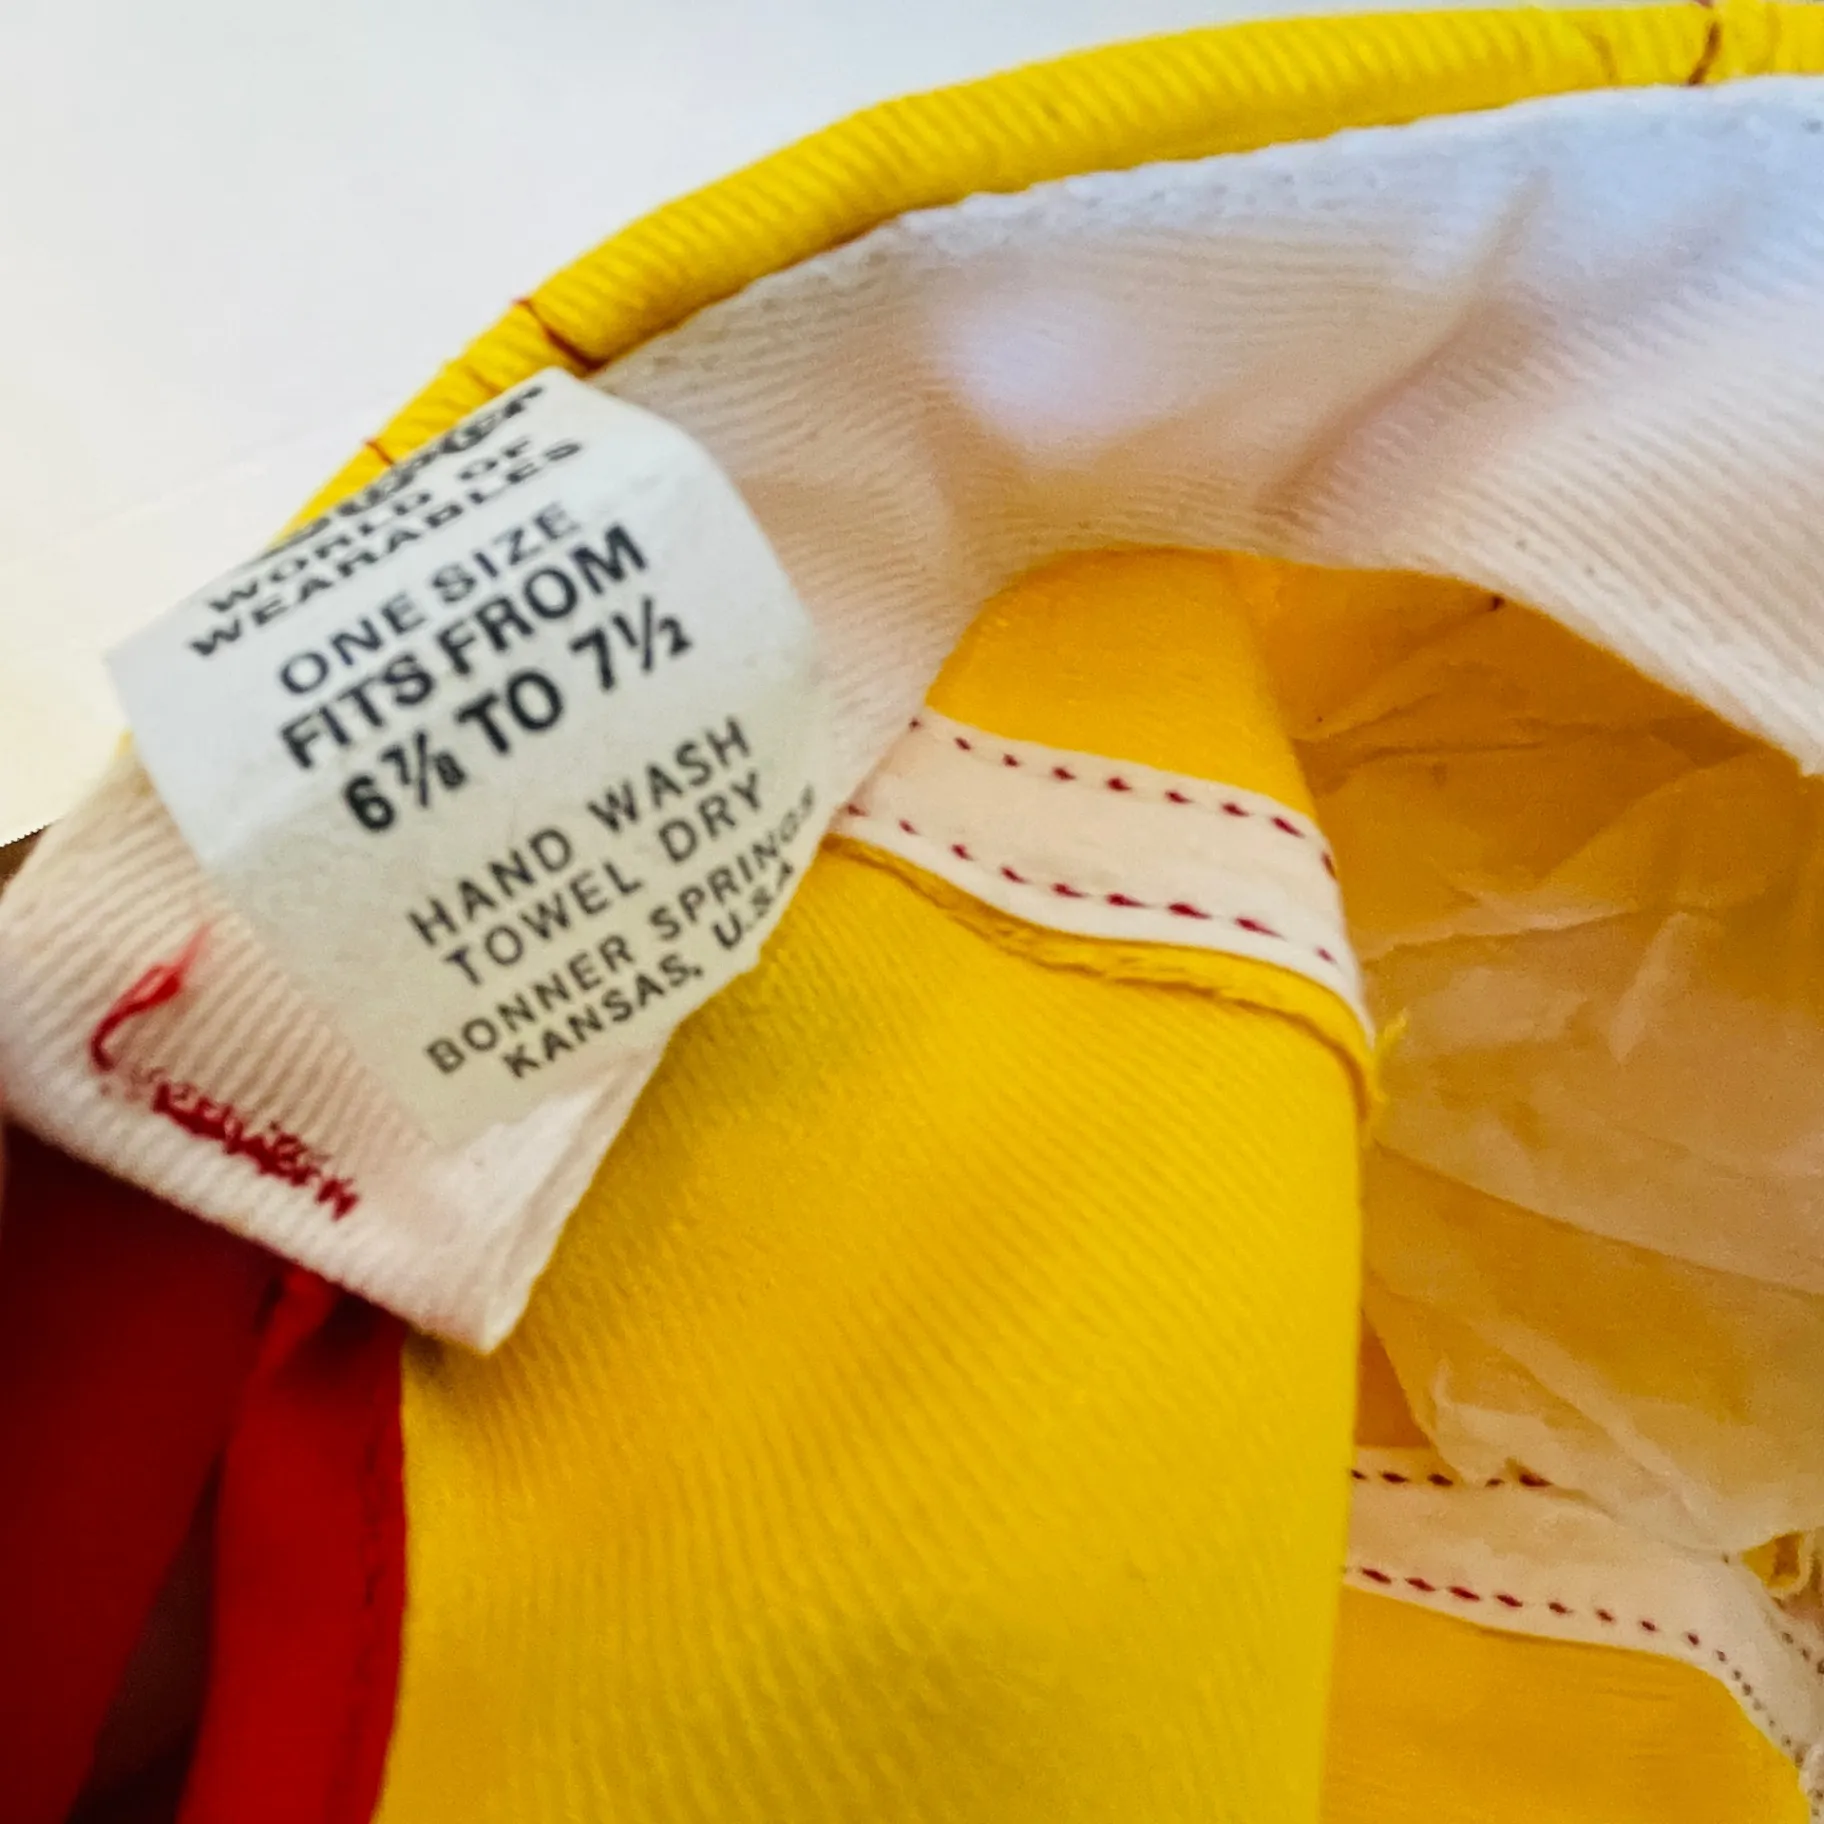 WORLD OF
WEARABLES
ONE SIZE
FITS FROM
6⅞ TO 7½
HAND WASH
TOWEL DRY
BONNER SPRINGS
KANSAS, U.S.A